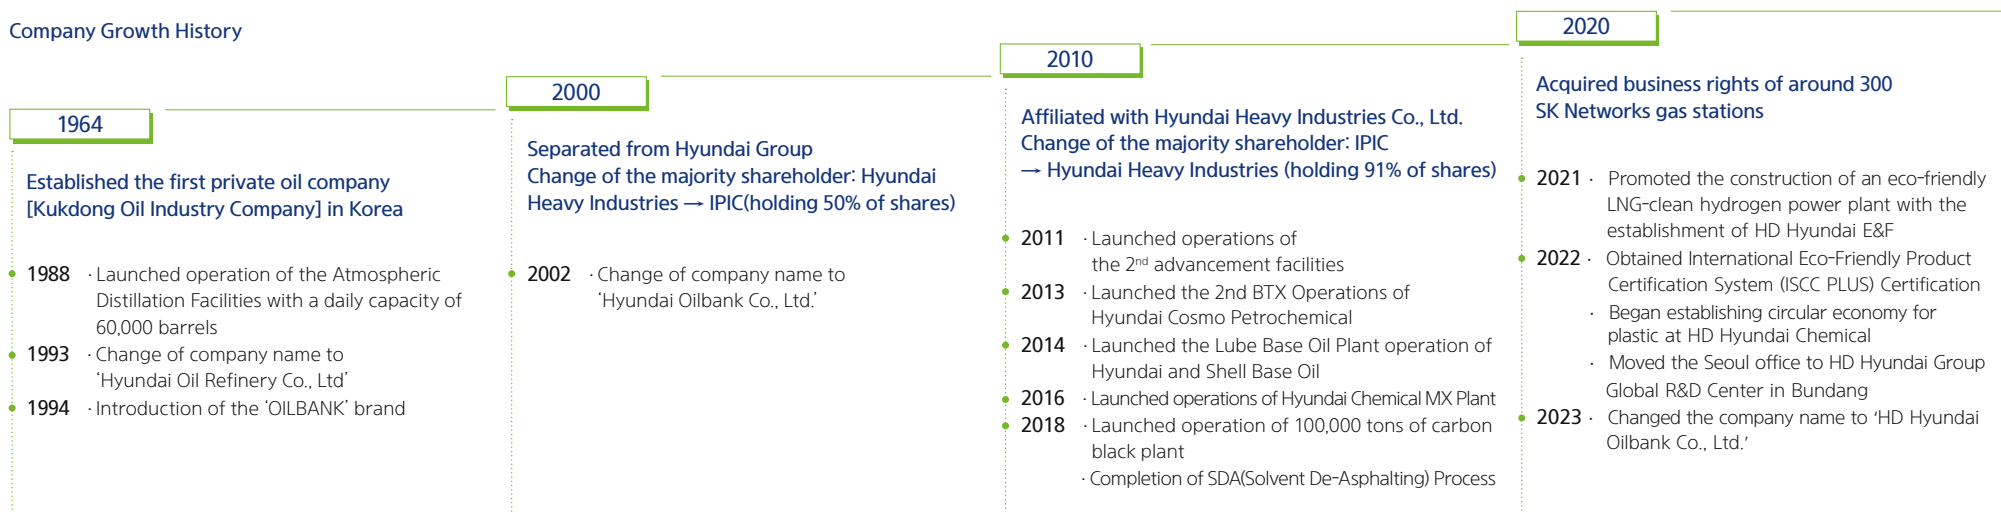 Company Growth History
1964
Established the first private oil company
[Kukdong Oil Industry Company] in Korea
1988 · Launched operation of the Atmospheric
Distillation Facilities with a daily capacity of
60,000 barrels
1993 · Change of company name to
‘Hyundai Oil Refinery Co., Ltd’
1994 · Introduction of the ‘OILBANK’ brand
2000
Separated from Hyundai Group
Change of the majority shareholder: Hyundai
Heavy Industries → IPIC(holding 50% of shares)
2002 · Change of company name to
‘Hyundai Oilbank Co., Ltd.’
2010
Affiliated with Hyundai Heavy Industries Co., Ltd.
Change of the majority shareholder: IPIC
→ Hyundai Heavy Industries (holding 91% of shares)
2011 · Launched operations of
the 2nd advancement facilities
2013 · Launched the 2nd BTX Operations of
Hyundai Cosmo Petrochemical
2014 · Launched the Lube Base Oil Plant operation of
Hyundai and Shell Base Oil
2016 · Launched operations of Hyundai Chemical MX Plant
2018 · Launched operation of 100,000 tons of carbon
black plant
· Completion of SDA(Solvent De-Asphalting) Process
2020
Acquired business rights of around 300
SK Networks gas stations
2021 · Promoted the construction of an eco-friendly
LNG-clean hydrogen power plant with the
establishment of HD Hyundai E&F
2022 · Obtained International Eco-Friendly Product
Certification System (ISCC PLUS) Certification
· Began establishing circular economy for
plastic at HD Hyundai Chemical
· Moved the Seoul office to HD Hyundai Group
Global R&D Center in Bundang
2023 · Changed the company name to ‘HD Hyundai
Oilbank Co., Ltd.’